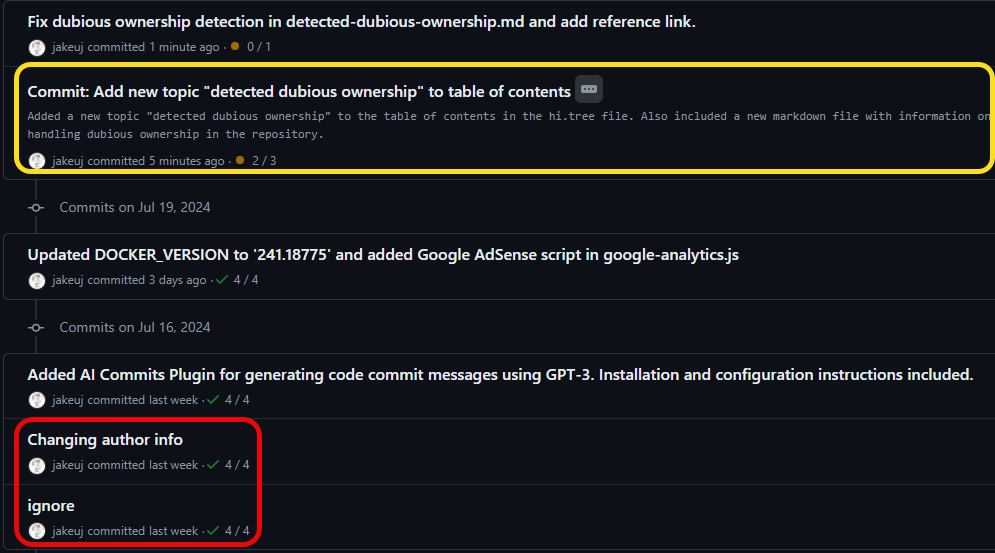 Fix dubious ownership detection in detected-dubious-ownership.md and add reference link.
jakeuj committed 1 minute ago · 0 / 1
Commit: Add new topic "detected dubious ownership" to table of contents
Added a new topic "detected dubious ownership" to the table of contents in the hi.tree file. Also included a new markdown file with information on
handling dubious ownership in the repository.
jakeuj committed 5 minutes ago · 2 / 3
Commits on Jul 19, 2024
Updated DOCKER_VERSION to '241.18775' and added Google AdSense script in google-analytics.js
jakeuj committed 3 days ago · 4 / 4
Commits on Jul 16, 2024
Added AI Commits Plugin for generating code commit messages using GPT-3. Installation and configuration instructions included.
jakeuj committed last week · 4 / 4
Changing author info
jakeuj committed last week · 4 / 4
ignore
jakeuj committed last week · 4 / 4